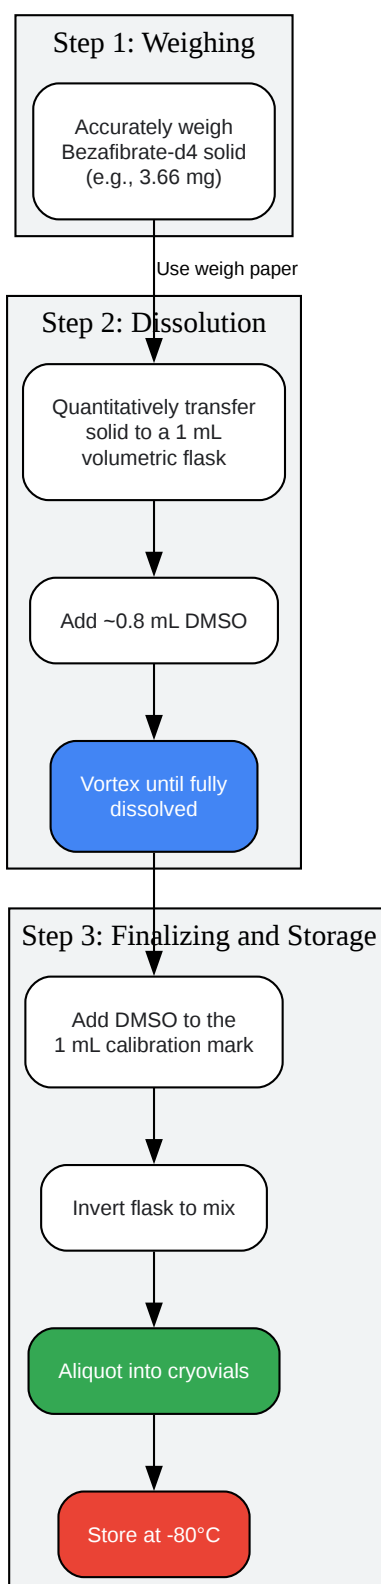 Step 1: Weighing
Accurately weigh
Bezafibrate-d4 solid
(e.g., 3.66 mg)
Use weigh paper
Step 2: Dissolution
Quantitatively transfer
solid to a 1 mL
volumetric flask
Add ~0.8 mL DMSO
Vortex until fully
dissolved
Step 3: Finalizing and Storage
Add DMSO to the
1 mL calibration mark
Invert flask to mix
Aliquot into cryovials
Store at -80°C